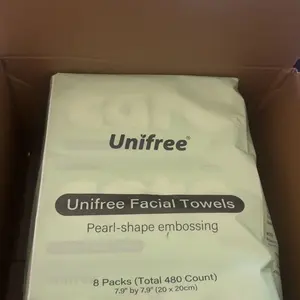 Unifree®
Unifree Facial Towels
Pearl-shape embossing
8 Packs (Total 480 Count)
7.9" by 7.9" (20 x 20cm)